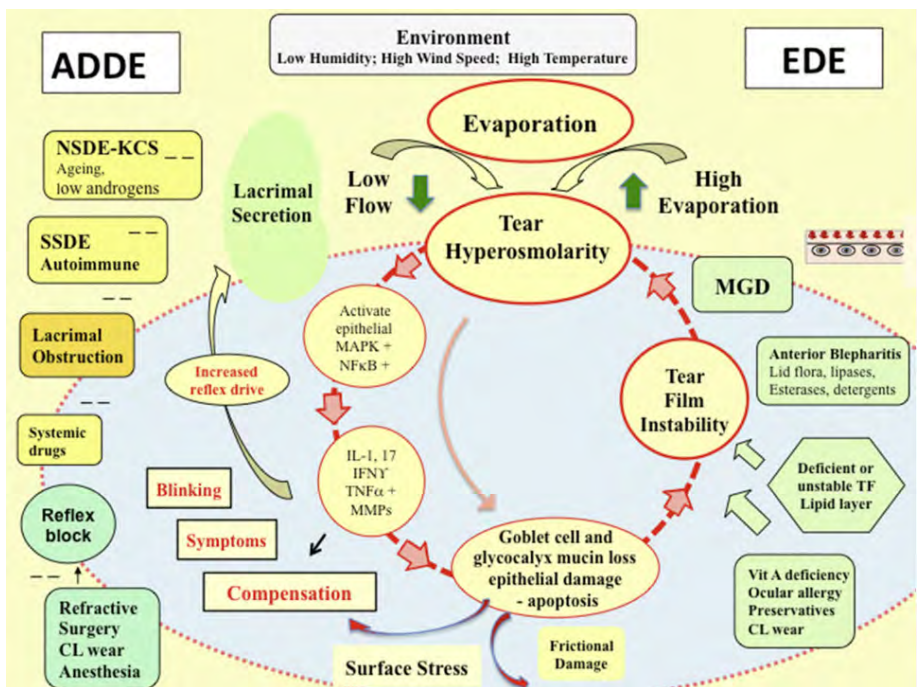 ADDE
Environment
Low Humidity; High Wind Speed; High Temperature
EDE
Evaporation
NSDE-KCS
Ageing,
low androgens
Lacrimal
Secretion
Low
Flow
High
Evaporation
Tear
Hyperosmolarity
SSDE
Autoimmune
MGD
Activate
epithelial
MAPK +
NFκB +
Lacrimal
Obstruction
Increased
reflex drive
Tear
Film
Instability
Anterior Blepharitis
Lid flora, lipases,
Esterases, detergents
Systemic
drugs
IL-1, 17
IFNϒ
TNFα +
MMPs
Blinking
Symptoms
Compensation
Deficient or
unstable TF
Lipid layer
Reflex
block
Goblet cell and
glycocalyx mucin loss
epithelial damage
- apoptosis
Vit A deficiency
Ocular allergy
Preservatives
CL wear
Refractive
Surgery
CL wear
Anesthesia
Surface Stress
Frictional
Damage